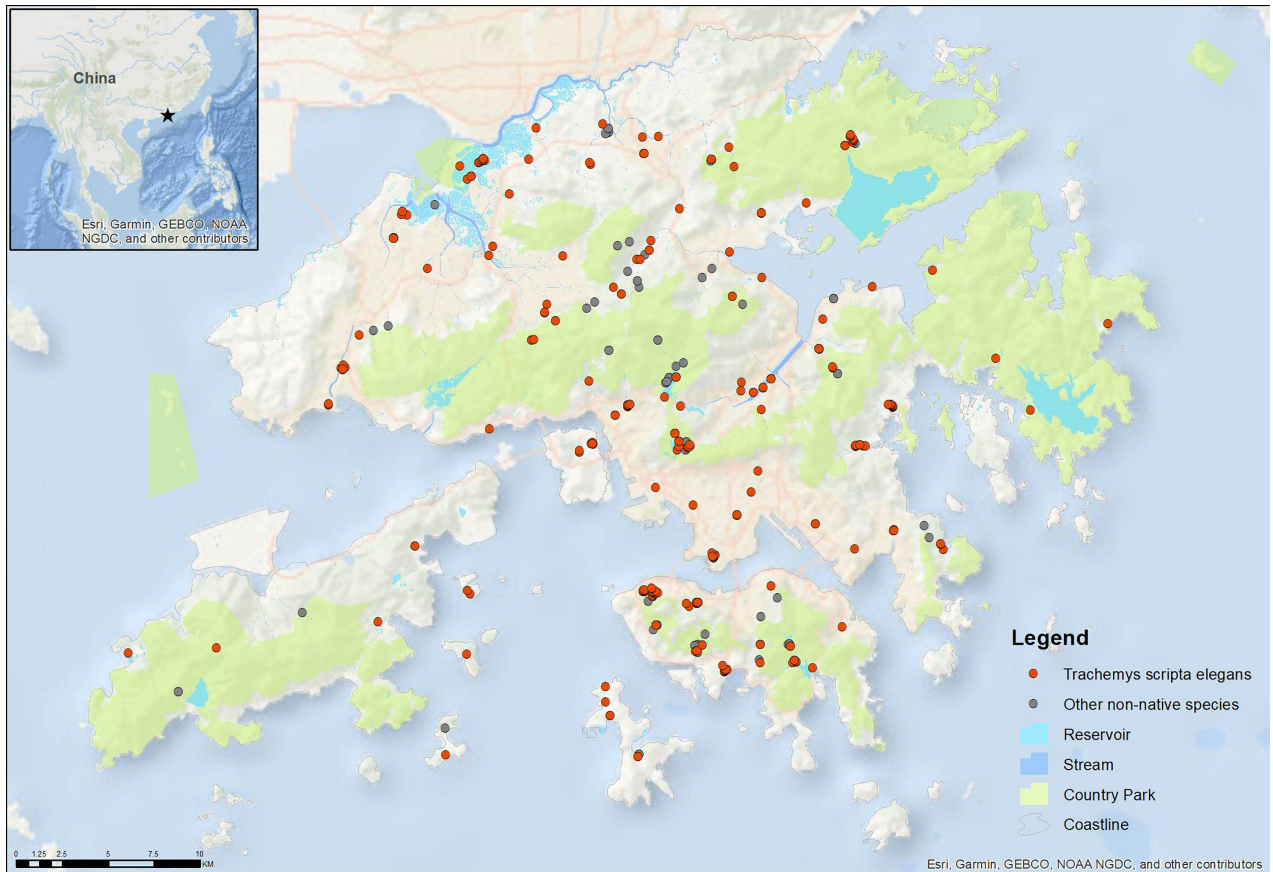 China
Esri, Garmin, GEBCO, NOAA
NGDC, and other contributors
Legend
Trachemys scripta elegans
Other non-native species
Reservoir
Stream
Country Park
Coastline
0 1.25 2.5 5 7.5 10
KM
Esri, Garmin, GEBCO, NOAA NGDC, and other contributors